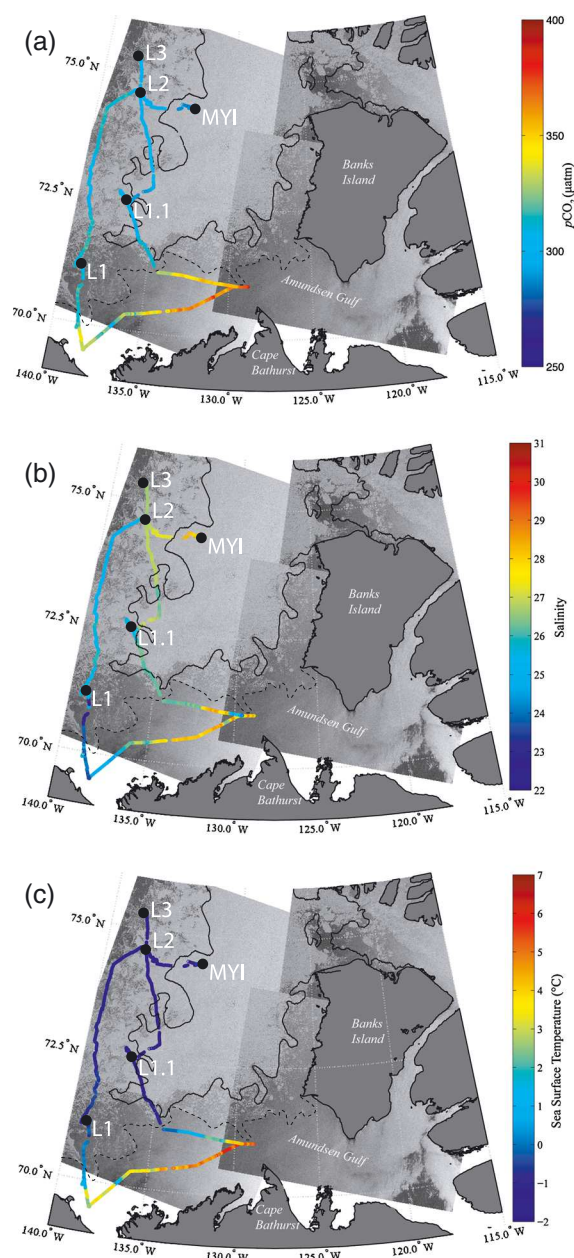 (a)
75.0° N
72.5° N
70.0° N
140.0° W
135.0° W
130.0° W
125.0° W
120.0° W
115.0° W
L3
L2
MYI
L1.1
L1
Banks
Island
Amundsen Gulf
Cape
Bathurst
400
350
300
250
pCO₂ (µatm)
(b)
75.0° N
72.5° N
70.0° N
140.0° W
135.0° W
130.0° W
125.0° W
120.0° W
115.0° W
L3
L2
MYI
L1.1
L1
Banks
Island
Amundsen Gulf
Cape
Bathurst
31
30
29
28
27
26
25
24
23
22
Salinity
(c)
75.0° N
72.5° N
70.0° N
140.0° W
135.0° W
130.0° W
125.0° W
120.0° W
115.0° W
L3
L2
MYI
L1.1
L1
Banks
Island
Amundsen Gulf
Cape
Bathurst
7
6
5
4
3
2
1
0
−1
−2
Sea Surface Temperature (°C)